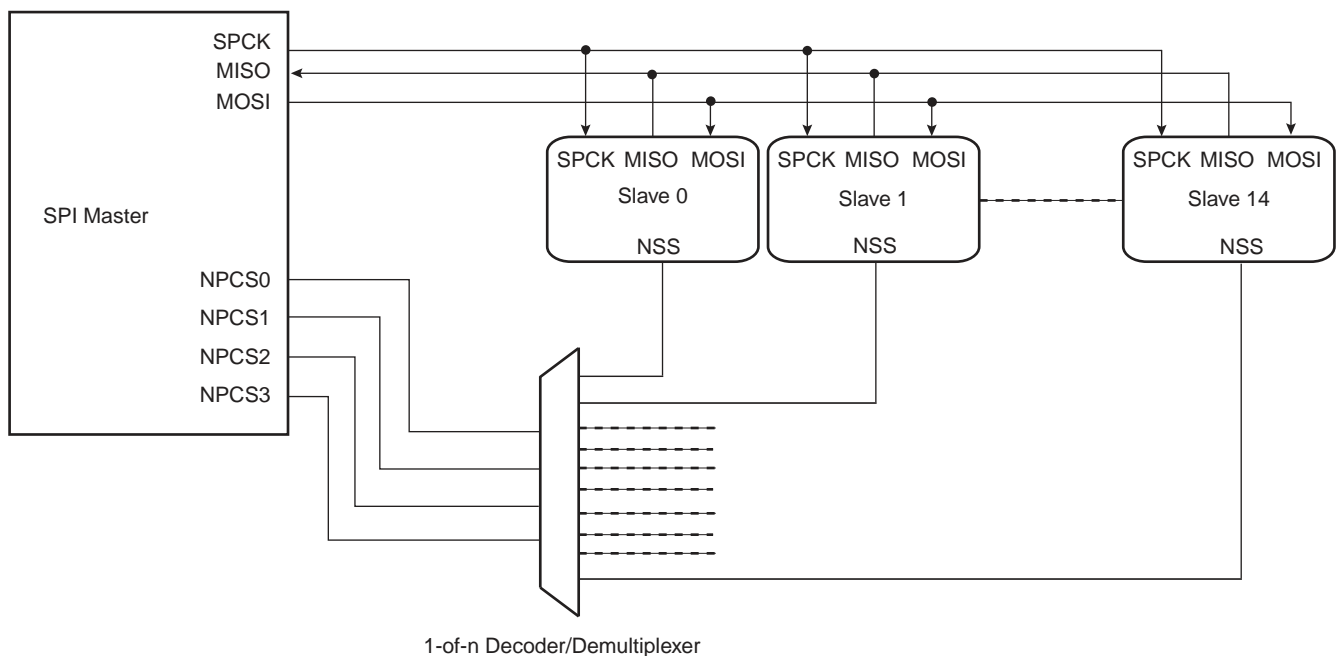 SPCK
MISO
MOSI
SPI Master
NPCS0
NPCS1
NPCS2
NPCS3
SPCK MISO MOSI
Slave 0
NSS
SPCK MISO MOSI
Slave 1
NSS
SPCK MISO MOSI
Slave 14
NSS
1-of-n Decoder/Demultiplexer